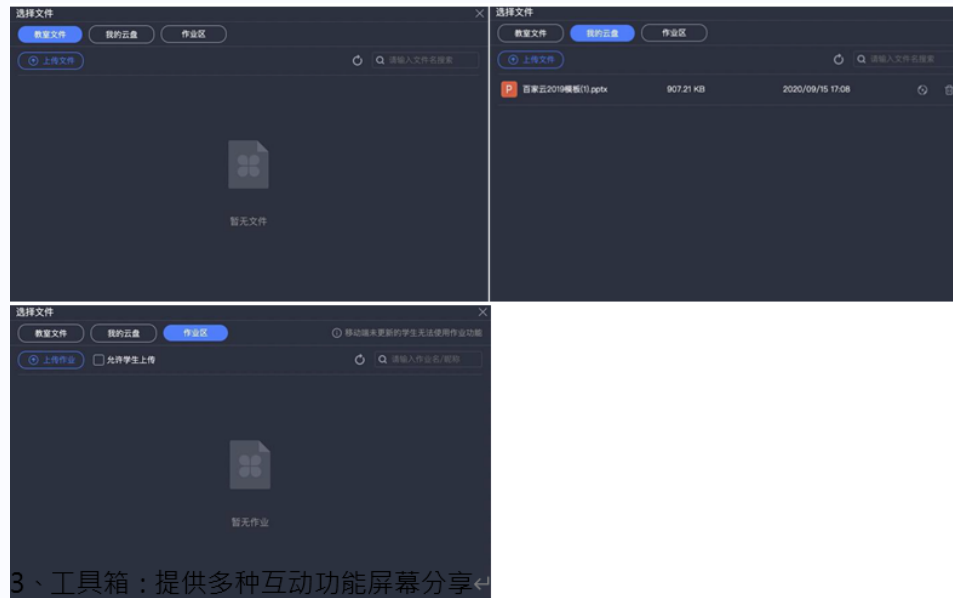 选择文件
教室文件 我的云盘 作业区
上传文件 请输入文件名搜索
暂无文件
选择文件
教室文件 我的云盘 作业区
上传文件 请输入文件名搜索
P 百家云2019模板(1).pptx 907.21 KB 2020/09/15 17:08
选择文件
教室文件 我的云盘 作业区 移动端未更新的学生无法使用作业功能
上传作业 允许学生上传 请输入作业名/昵称
暂无作业
3、工具箱：提供多种互动功能屏幕分享↵